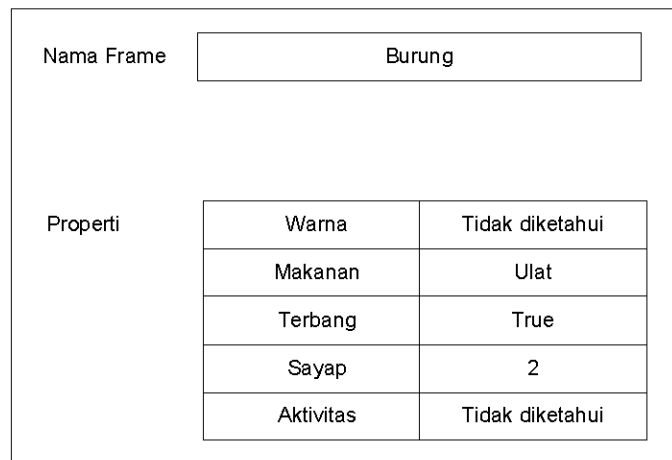 Nama Frame Burung
Properti Warna Tidak diketahui
Makanan Ulat
Terbang True
Sayap 2
Aktivitas Tidak diketahui